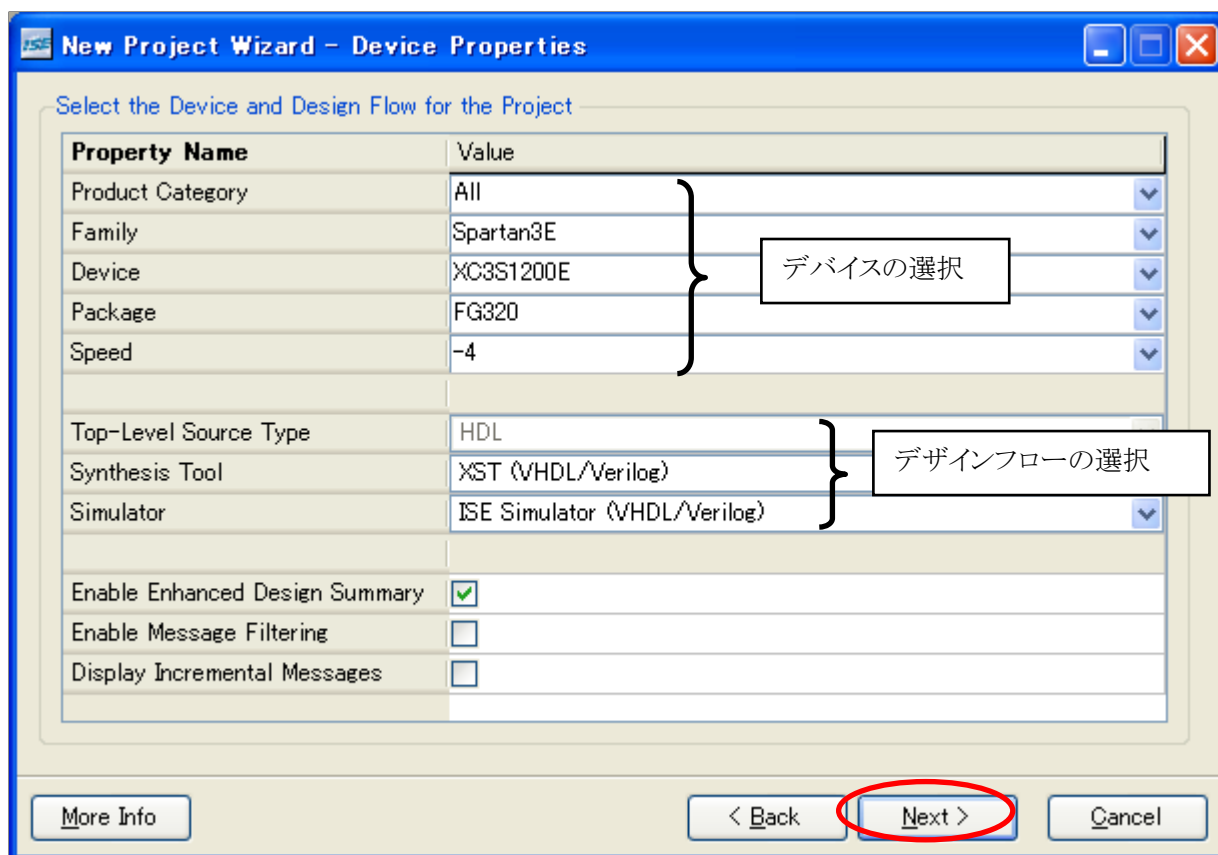 ISE New Project Wizard - Device Properties
Select the Device and Design Flow for the Project
Property Name Value
Product Category All
Family Spartan3E
Device XC3S1200E
デバイスの選択
Package FG320
Speed -4
Top-Level Source Type HDL
デザインフローの選択
Synthesis Tool XST (VHDL/Verilog)
Simulator ISE Simulator (VHDL/Verilog)
Enable Enhanced Design Summary
Enable Message Filtering
Display Incremental Messages
More Info < Back Next > Cancel